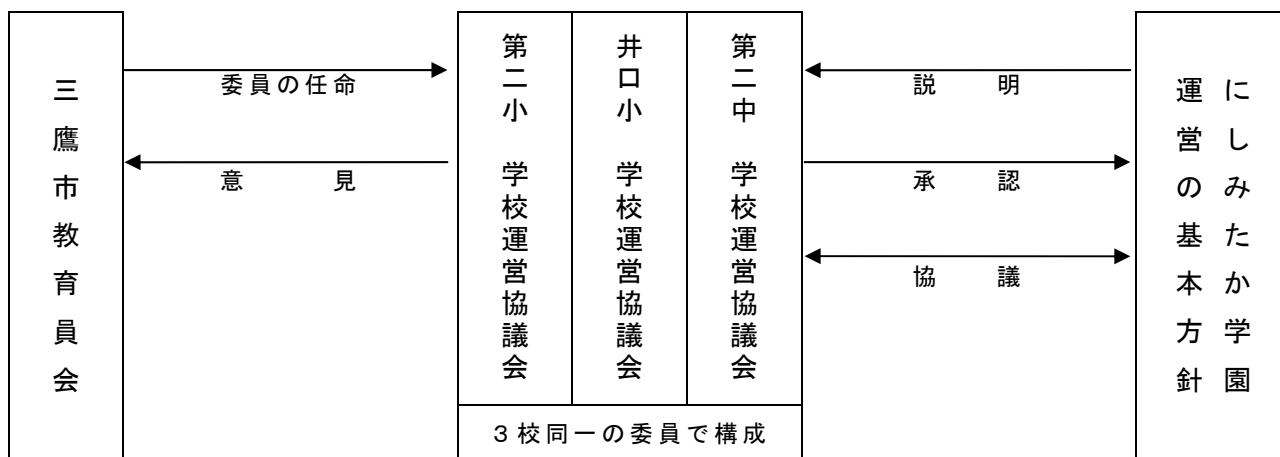 三鷹市教育員会
委員の任命
意見
第二小 学校運営協議会
井口小 学校運営協議会
第二中 学校運営協議会
3校同一の委員で構成
説明
承認
協議
にしみたか学園
運営の基本方針